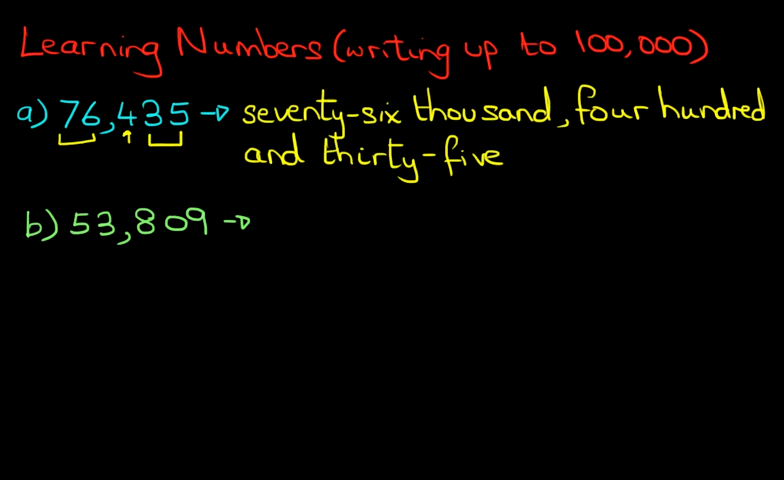 Learning Numbers (writing up to 100,000)
a) 76,435 → seventy-six thousand, four hundred
and thirty-five
b) 53,809 →